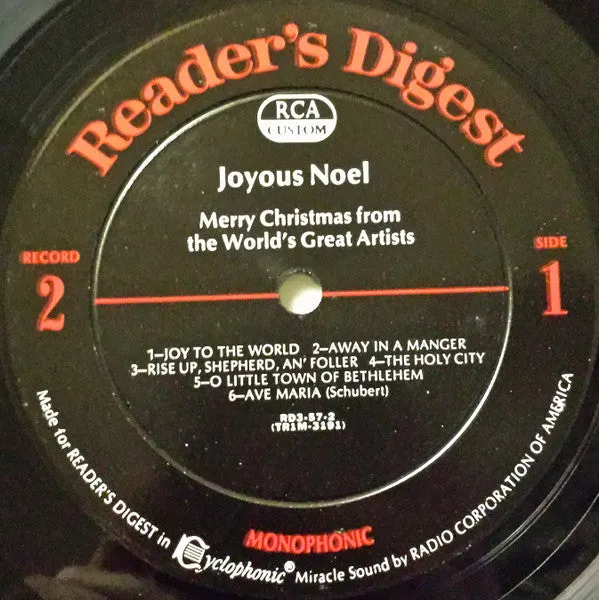 Reader's Digest
RCA
CUSTOM
Joyous Noel
Merry Christmas from
the World's Great Artists
RECORD
2
SIDE
1
1—JOY TO THE WORLD 2—AWAY IN A MANGER
3—RISE UP, SHEPHERD, AN' FOLLER 4—THE HOLY CITY
5—O LITTLE TOWN OF BETHLEHEM
6—AVE MARIA (Schubert)
RD3-57-2
(TR1M-3191)
MONOPHONIC
Made for READER'S DIGEST in Cyclophonic® Miracle Sound by RADIO CORPORATION OF AMERICA